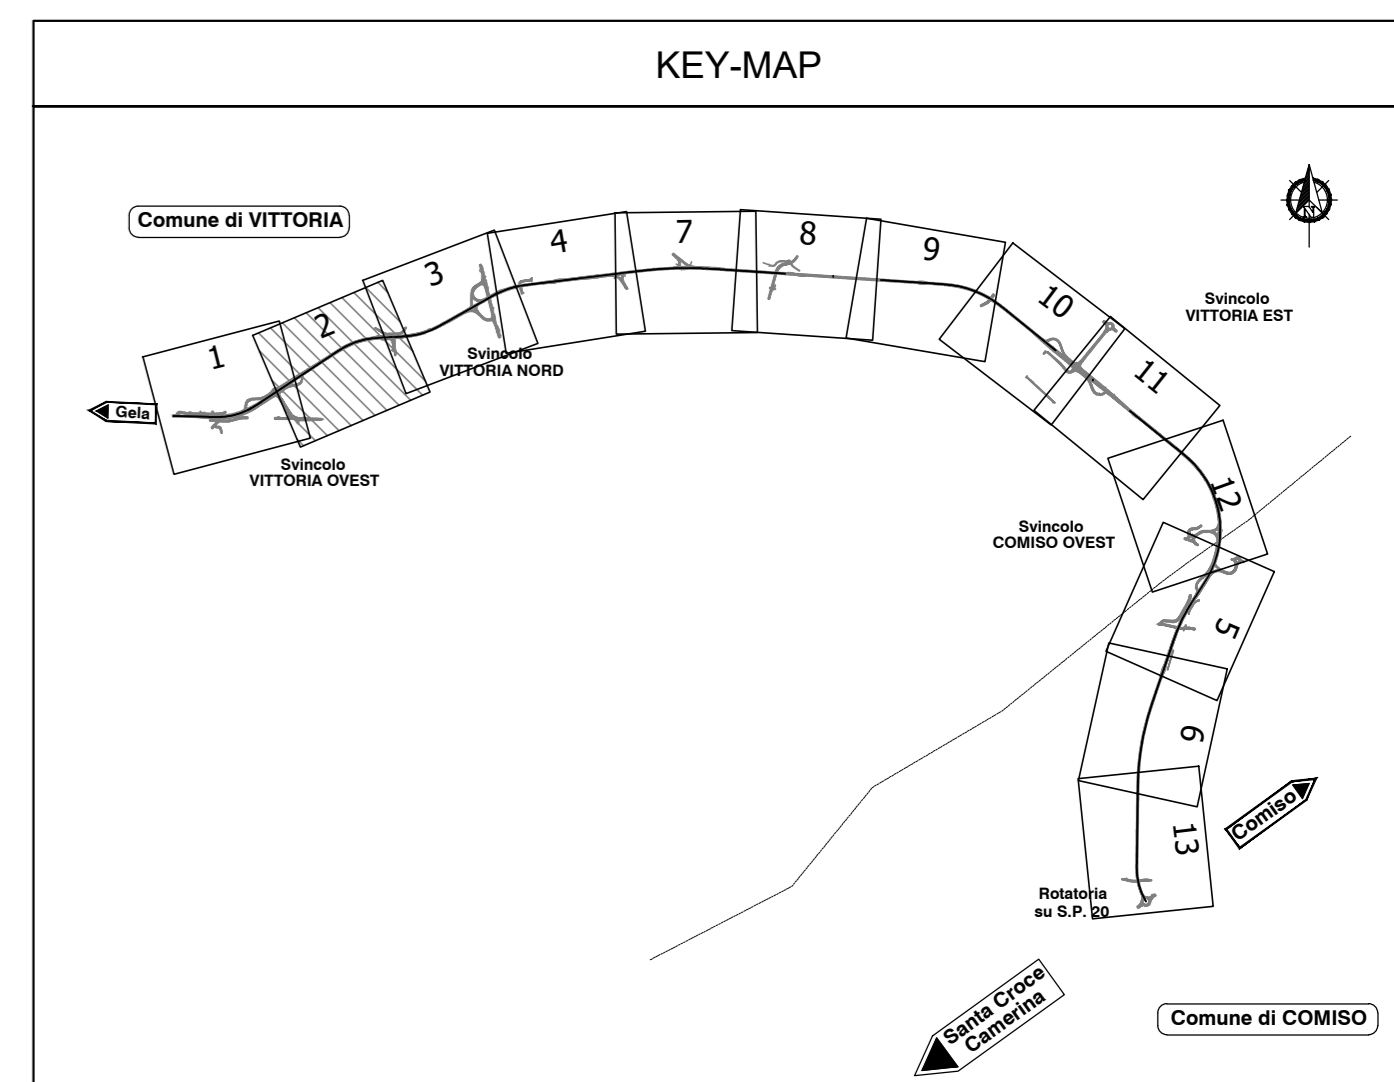 KEY-MAP
Comune di VITTORIA
1
2
3
4
7
8
9
10
11
12
5
6
13
Gela
Svincolo
VITTORIA OVEST
Svincolo
VITTORIA NORD
Svincolo
VITTORIA EST
Svincolo
COMISO OVEST
Comiso
Rotatoria
su S.P. 20
Santa Croce
Camerina
Comune di COMISO
N